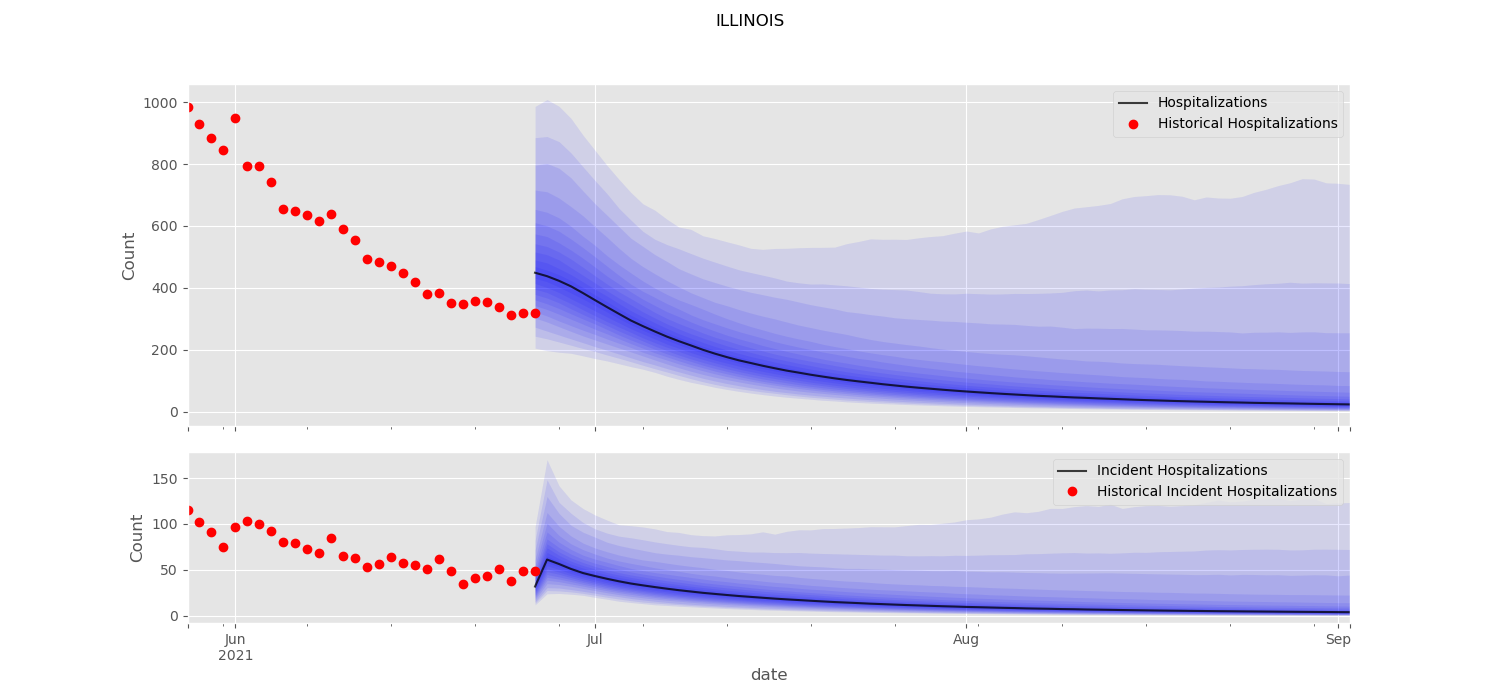 ILLINOIS
1000
800
600
400
200
0
Count
Hospitalizations
Historical Hospitalizations
150
100
50
0
Count
Incident Hospitalizations
Historical Incident Hospitalizations
Jun
2021
Jul
Aug
Sep
date